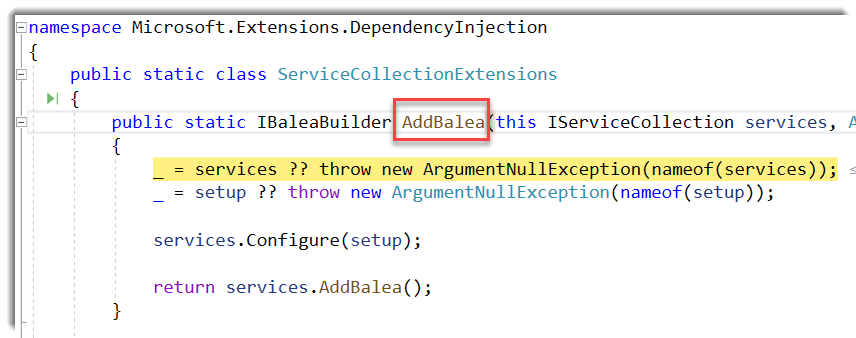 namespace Microsoft.Extensions.DependencyInjection
{
public static class ServiceCollectionExtensions
{
public static IBaleaBuilder AddBalea(this IServiceCollection services, A
{
_ = services ?? throw new ArgumentNullException(nameof(services)); ≤
_ = setup ?? throw new ArgumentNullException(nameof(setup));
services.Configure(setup);
return services.AddBalea();
}